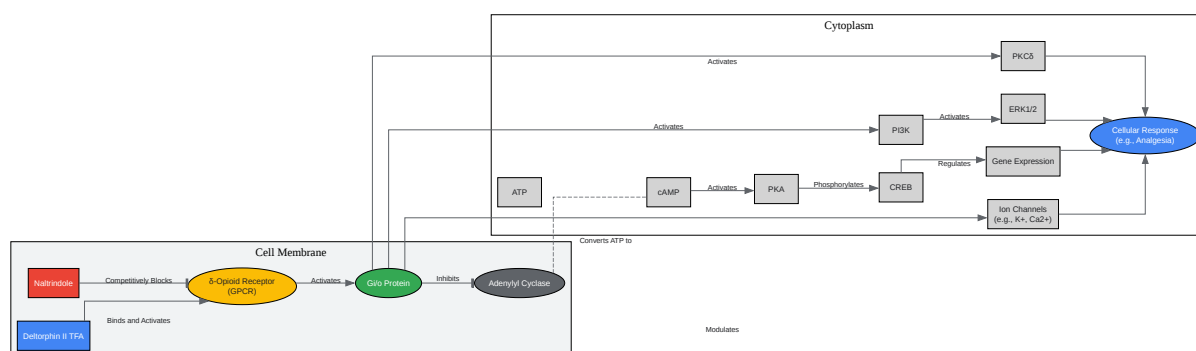 Cytoplasm
Activates
PKCδ
Activates
PI3K
Activates
ERK1/2
Cellular Response
(e.g., Analgesia)
ATP
cAMP
Activates
PKA
Phosphorylates
CREB
Regulates
Gene Expression
Ion Channels
(e.g., K+, Ca2+)
Converts ATP to
Cell Membrane
Naltrindole
Competitively Blocks
δ-Opioid Receptor
(GPCR)
Activates
Gi/o Protein
Inhibits
Adenylyl Cyclase
Deltorphin II TFA
Binds and Activates
Modulates